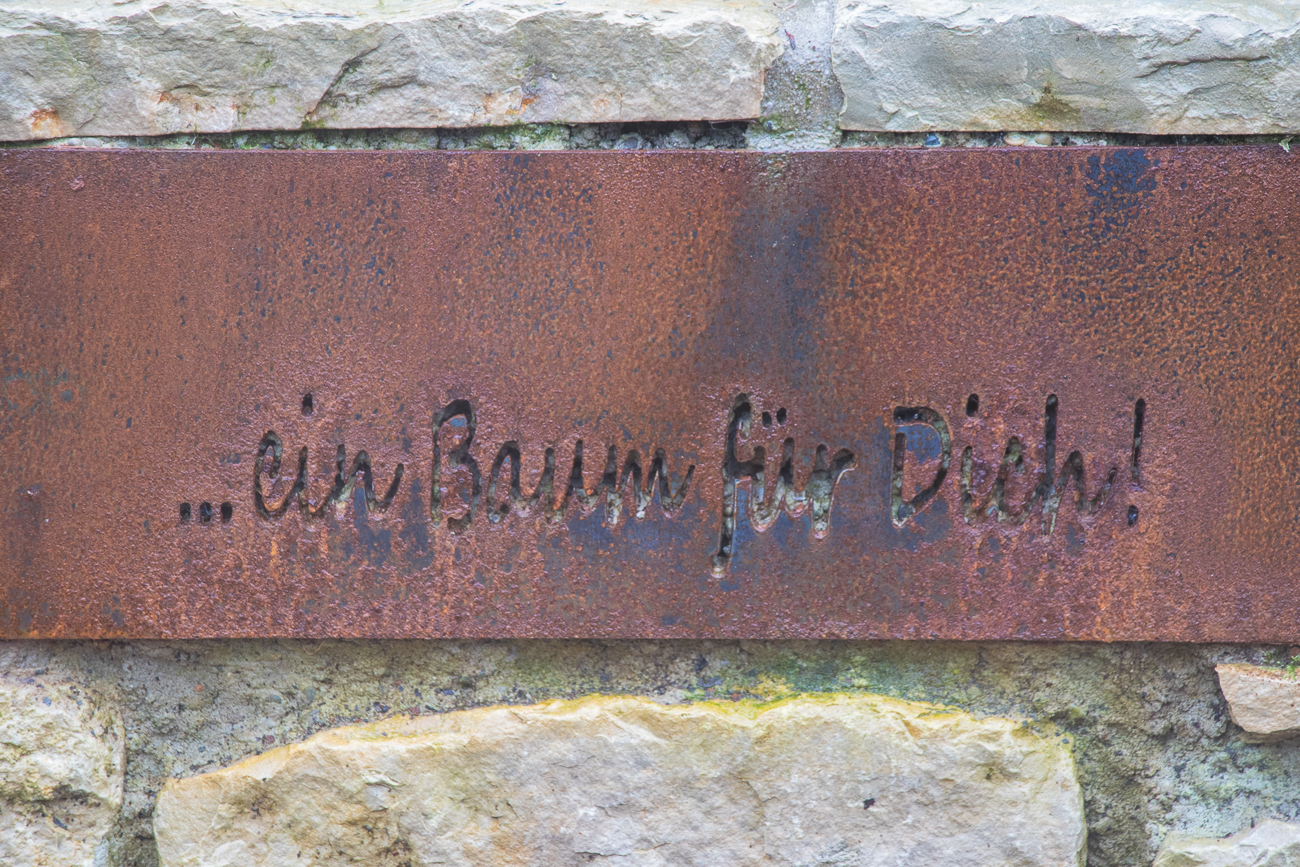 ...ein Baum für Dich!